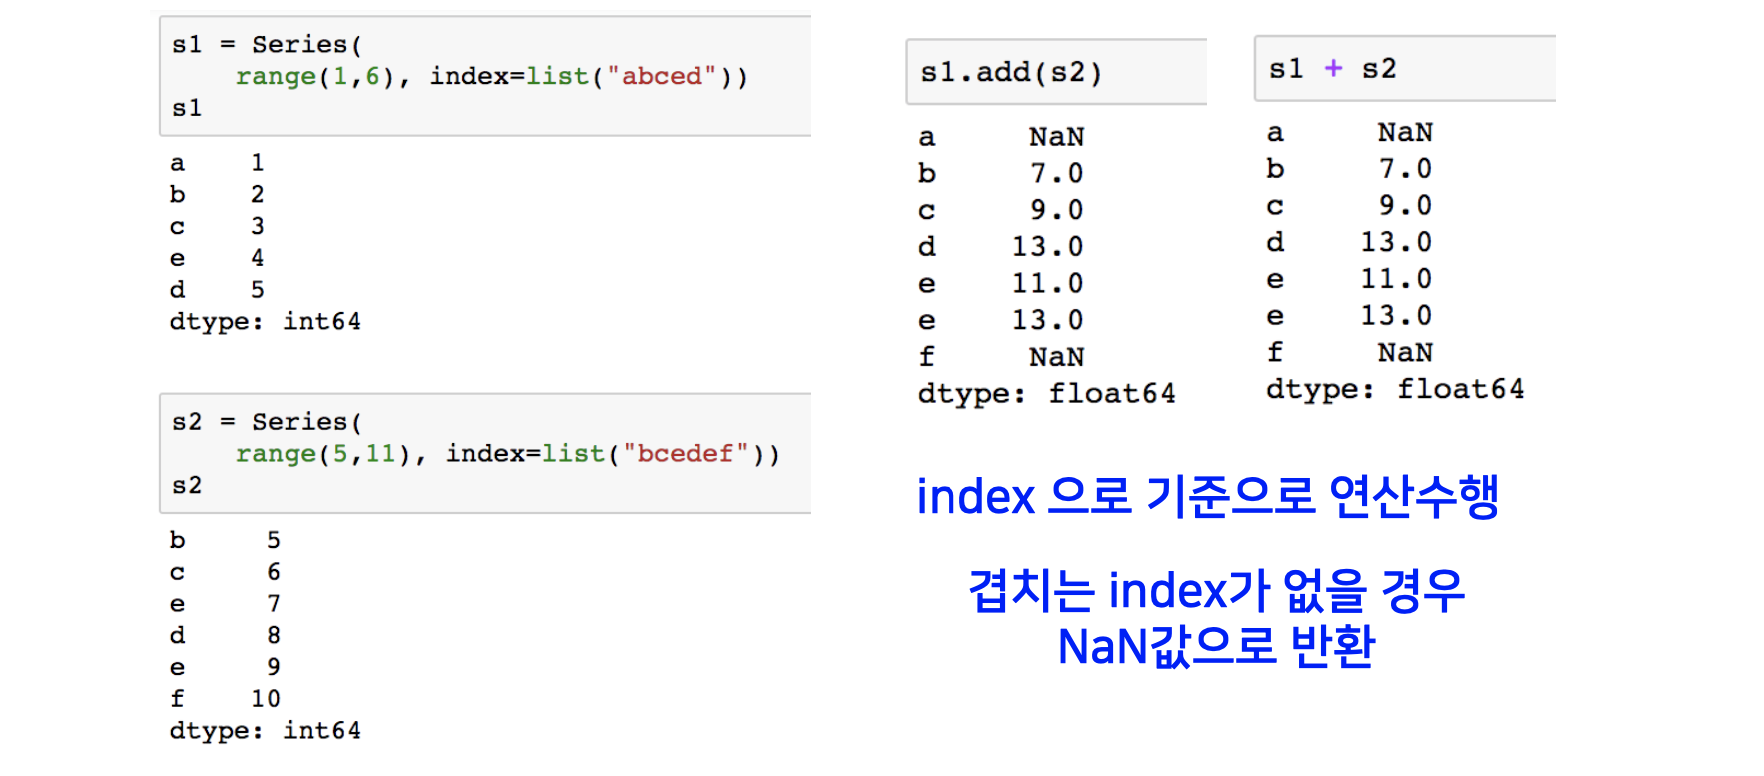 s1 = Series(
    range(1,6), index=list("abced"))
s1
a 1
b 2
c 3
e 4
d 5
dtype: int64
s2 = Series(
    range(5,11), index=list("bcedef"))
s2
b 5
c 6
e 7
d 8
e 9
f 10
dtype: int64
s1.add(s2)
a NaN
b 7.0
c 9.0
d 13.0
e 11.0
e 13.0
f NaN
dtype: float64
s1 + s2
a NaN
b 7.0
c 9.0
d 13.0
e 11.0
e 13.0
f NaN
dtype: float64
index 으로 기준으로 연산수행
겹치는 index가 없을 경우
NaN값으로 반환